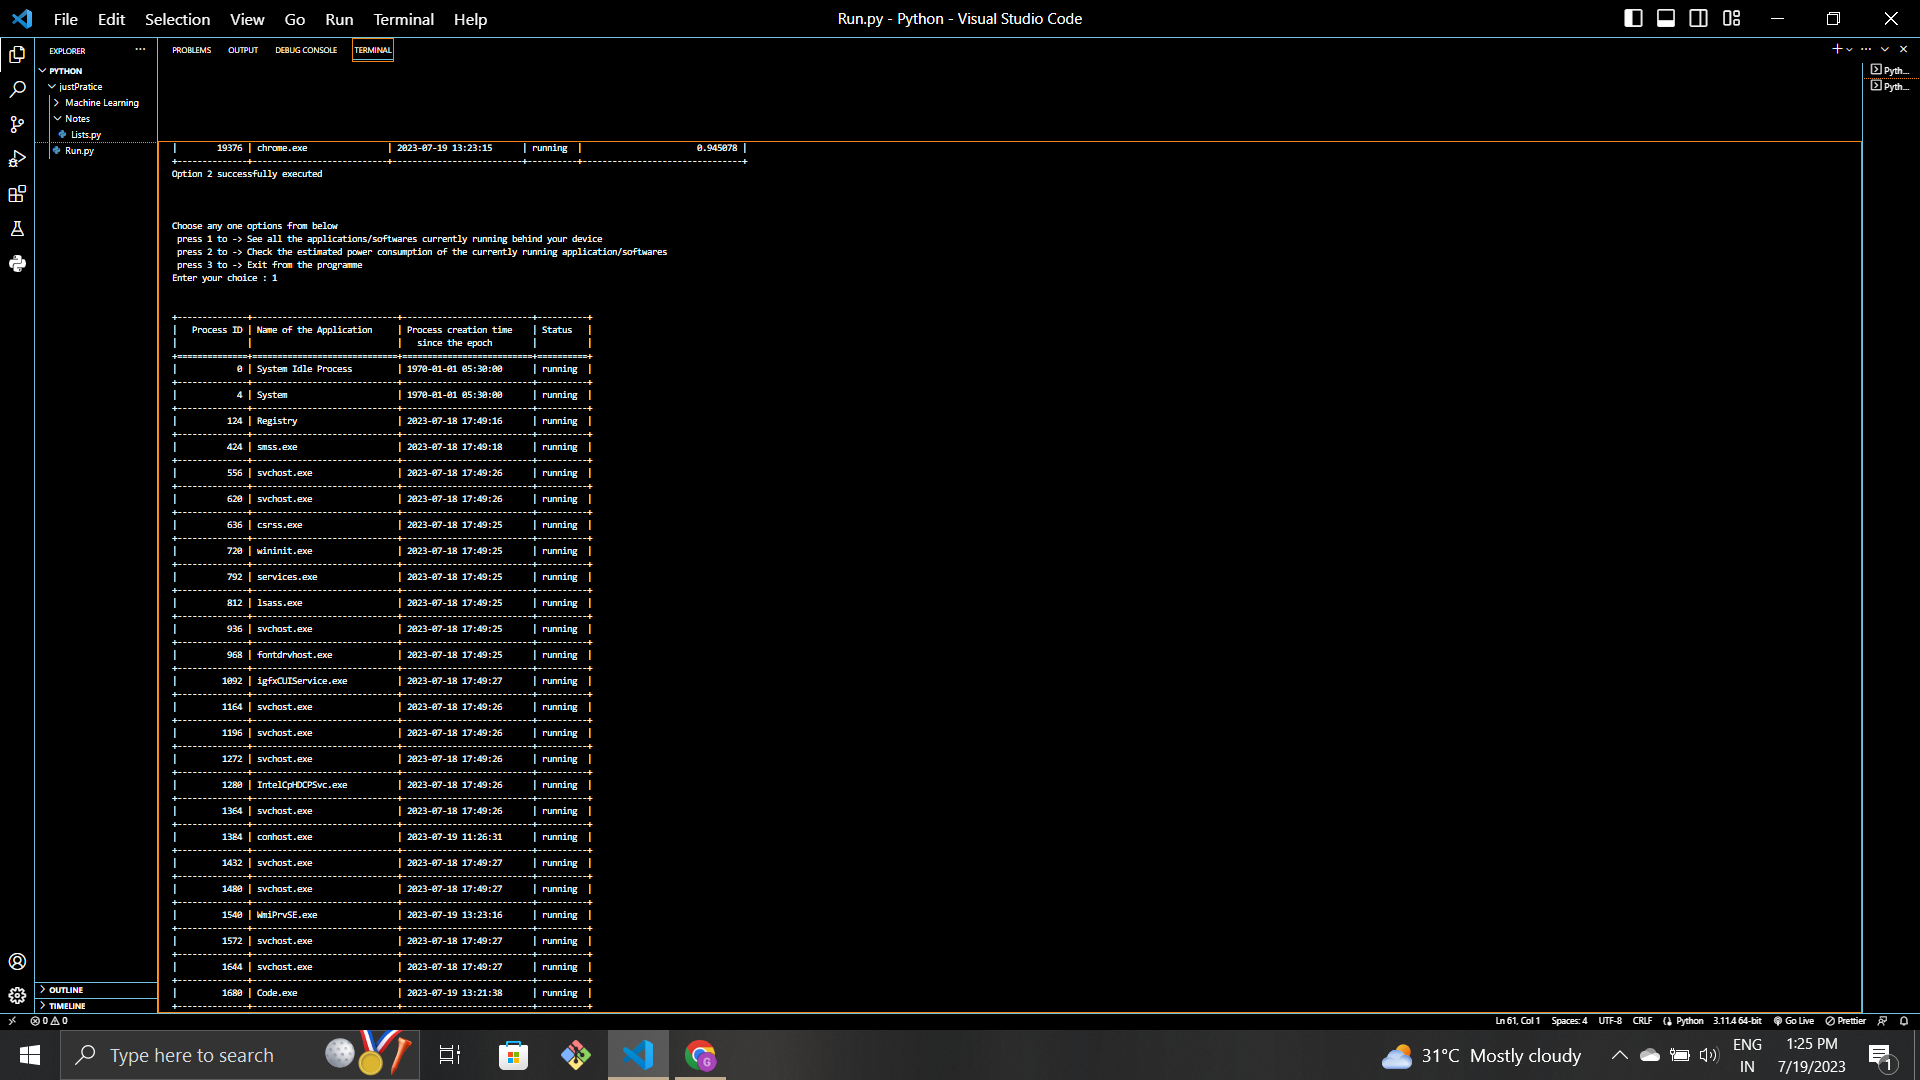 File Edit Selection View Go Run Terminal Help
Run.py - Python - Visual Studio Code
EXPLORER ...
PYTHON
justPratice
Machine Learning
Notes
Lists.py
Run.py
OUTLINE
TIMELINE
PROBLEMS OUTPUT DEBUG CONSOLE TERMINAL
Pyth...
Pyth...
| 19376 | chrome.exe | 2023-07-19 13:23:15 | running | 0.945078 |
Option 2 successfully executed
Choose any one options from below
press 1 to -> See all the applications/softwares currently running behind your device
press 2 to -> Check the estimated power consumption of the currently running application/softwares
press 3 to -> Exit from the programme
Enter your choice : 1
| Process ID | Name of the Application | Process creation time | Status |
| | | since the epoch | |
| 0 | System Idle Process | 1970-01-01 05:30:00 | running |
| 4 | System | 1970-01-01 05:30:00 | running |
| 124 | Registry | 2023-07-18 17:49:16 | running |
| 424 | smss.exe | 2023-07-18 17:49:18 | running |
| 556 | svchost.exe | 2023-07-18 17:49:26 | running |
| 620 | svchost.exe | 2023-07-18 17:49:26 | running |
| 636 | csrss.exe | 2023-07-18 17:49:25 | running |
| 720 | wininit.exe | 2023-07-18 17:49:25 | running |
| 792 | services.exe | 2023-07-18 17:49:25 | running |
| 812 | lsass.exe | 2023-07-18 17:49:25 | running |
| 936 | svchost.exe | 2023-07-18 17:49:25 | running |
| 968 | fontdrvhost.exe | 2023-07-18 17:49:25 | running |
| 1092 | igfxCUIService.exe | 2023-07-18 17:49:27 | running |
| 1164 | svchost.exe | 2023-07-18 17:49:26 | running |
| 1196 | svchost.exe | 2023-07-18 17:49:26 | running |
| 1272 | svchost.exe | 2023-07-18 17:49:26 | running |
| 1280 | IntelCpHDCPSvc.exe | 2023-07-18 17:49:26 | running |
| 1364 | svchost.exe | 2023-07-18 17:49:26 | running |
| 1384 | conhost.exe | 2023-07-19 11:26:31 | running |
| 1432 | svchost.exe | 2023-07-18 17:49:27 | running |
| 1480 | svchost.exe | 2023-07-18 17:49:27 | running |
| 1540 | WmiPrvSE.exe | 2023-07-19 13:23:16 | running |
| 1572 | svchost.exe | 2023-07-18 17:49:27 | running |
| 1644 | svchost.exe | 2023-07-18 17:49:27 | running |
| 1680 | Code.exe | 2023-07-19 13:21:38 | running |
0 0
Ln 61, Col 1 Spaces: 4 UTF-8 CRLF Python 3.11.4 64-bit Go Live Prettier
Type here to search
G
31°C Mostly cloudy
ENG
IN
1:25 PM
7/19/2023
1